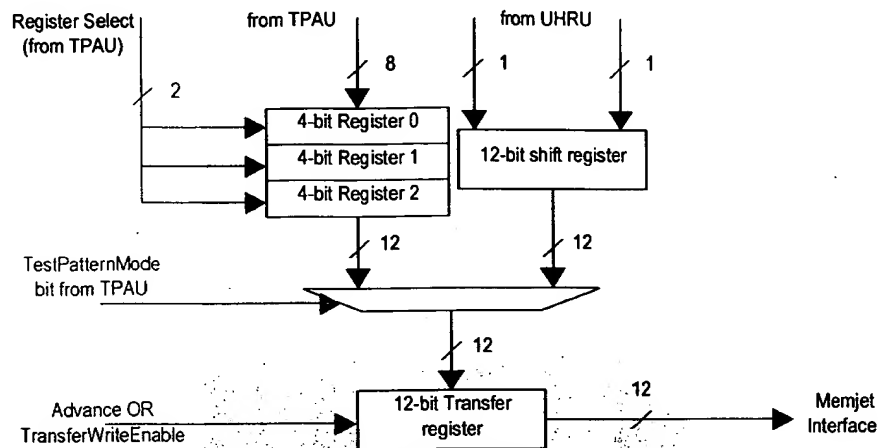 Register Select
(from TPAU)
from TPAU
from UHRU
2
8
1
1
4-bit Register 0
4-bit Register 1
4-bit Register 2
12-bit shift register
12
12
TestPatternMode
bit from TPAU
12
Advance OR
TransferWriteEnable
12-bit Transfer
register
12
Memjet
Interface